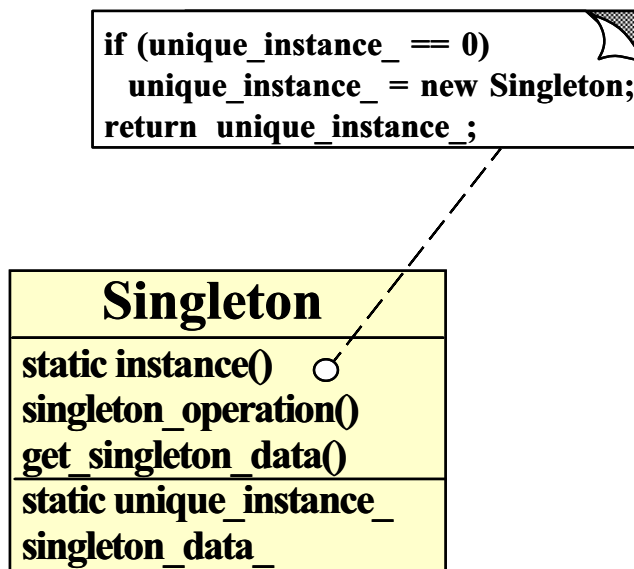 if (unique_instance_ == 0)
unique_instance_ = new Singleton;
return unique_instance_;
Singleton
static instance()
singleton_operation()
get_singleton_data()
static unique_instance_
singleton_data_